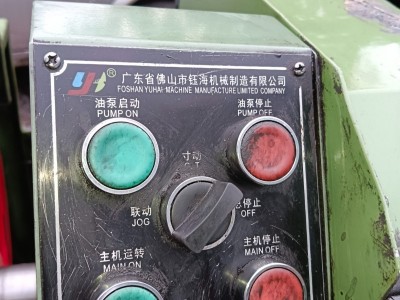 YH®
广东省佛山市钰海机械制造有限公司
FOSHAN YUHAI MACHINE MANUFACTURE LIMITED COMPANY
油泵启动
PUMP ON
油泵停止
PUMP OFF
寸动
联动
JOG
停止
OFF
主机运转
MAIN ON
主机停止
MAIN OFF